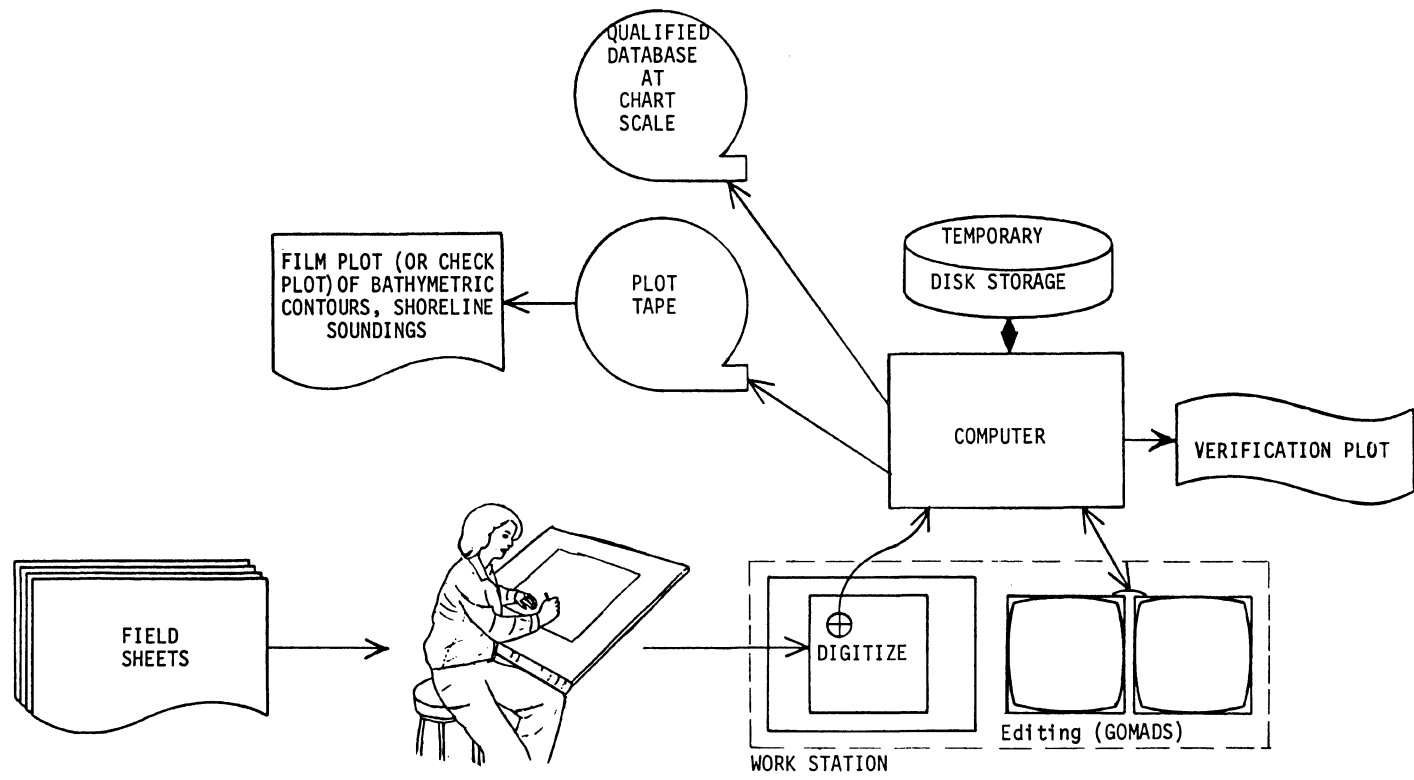 QUALIFIED
DATABASE
AT
CHART
SCALE
FILM PLOT (OR CHECK
PLOT) OF BATHYMETRIC
CONTOURS, SHORELINE
SOUNDINGS
PLOT
TAPE
TEMPORARY
DISK STORAGE
COMPUTER
VERIFICATION PLOT
FIELD
SHEETS
DIGITIZE
Editing (GOMADS)
WORK STATION